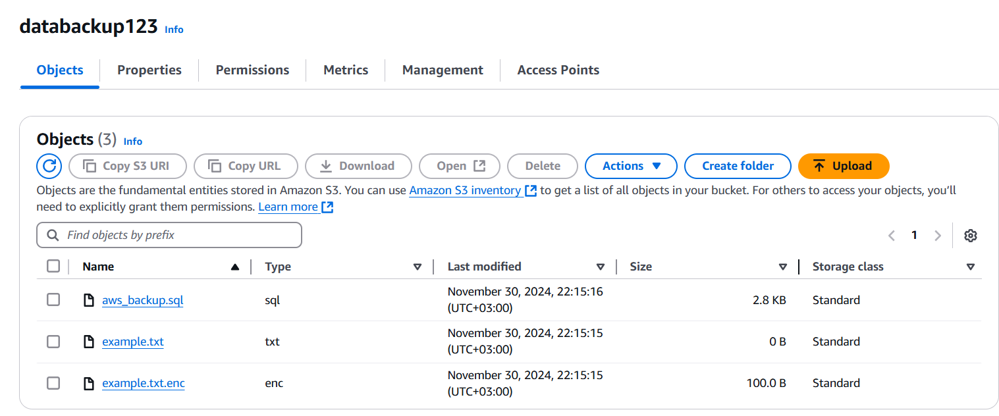 databackup123 Info
Objects Properties Permissions Metrics Management Access Points
Objects (3) Info
Copy S3 URI Copy URL Download Open Delete Actions Create folder Upload
Objects are the fundamental entities stored in Amazon S3. You can use Amazon S3 inventory to get a list of all objects in your bucket. For others to access your objects, you’ll
need to explicitly grant them permissions. Learn more
Find objects by prefix 1
Name Type Last modified Size Storage class
aws_backup.sql sql November 30, 2024, 22:15:16 (UTC+03:00) 2.8 KB Standard
example.txt txt November 30, 2024, 22:15:15 (UTC+03:00) 0 B Standard
example.txt.enc enc November 30, 2024, 22:15:15 (UTC+03:00) 100.0 B Standard